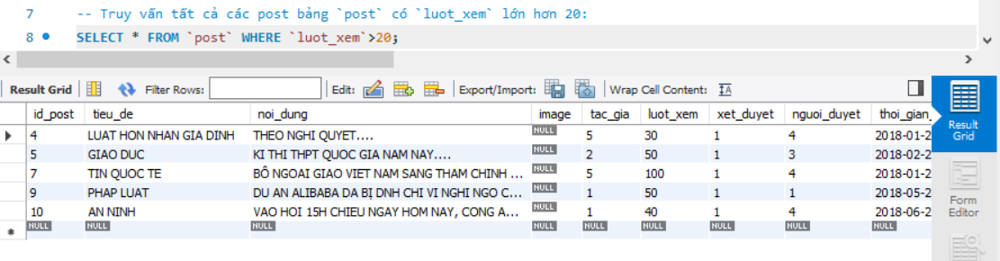 7 -- Truy vấn tất cả các post bảng `post` có `luot_xem` lớn hơn 20:
8 SELECT * FROM `post` WHERE `luot_xem`>20;
Result Grid Filter Rows: Edit: Export/Import: Wrap Cell Content:
id_post tieu_de noi_dung image tac_gia luot_xem xet_duyet nguoi_duyet thoi_gian_
4 LUAT HON NHAN GIA DINH THEO NGHI QUYET.... NULL 5 30 1 4 2018-01-2
5 GIAO DUC KI THI THPT QUOC GIA NAM NAY.... NULL 2 50 1 3 2018-02-2
7 TIN QUOC TE BÔ NGOAI GIAO VIET NAM SANG THAM CHINH ... NULL 5 100 1 4 2018-01-2
9 PHAP LUAT DU AN ALIBABA DA BỊ DNH CHI VI NGHI NGO C... NULL 1 50 1 1 2018-05-2
10 AN NINH VAO HOI 15H CHIEU NGAY HOM NAY, CONG A... NULL 1 40 1 4 2018-06-2
NULL NULL NULL NULL NULL NULL NULL NULL NULL
Result
Grid
Form
Editor